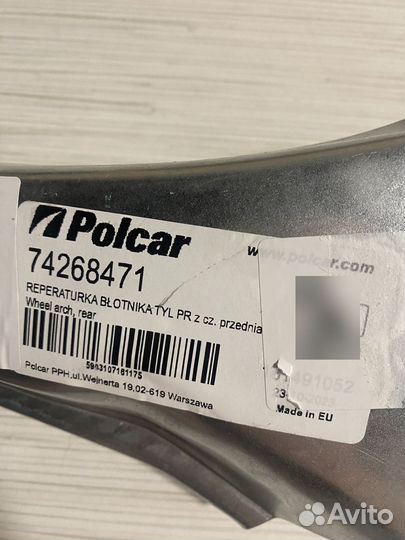 Polcar
www.polcar.com
74268471
REPERATURKA BŁOTNIKA TYL PR z cz. przednia
Wheel arch, rear
5943107181175
Polcar PPH,ul.Wejnerta 19,02-619 Warszawa
Made in EU
Avito